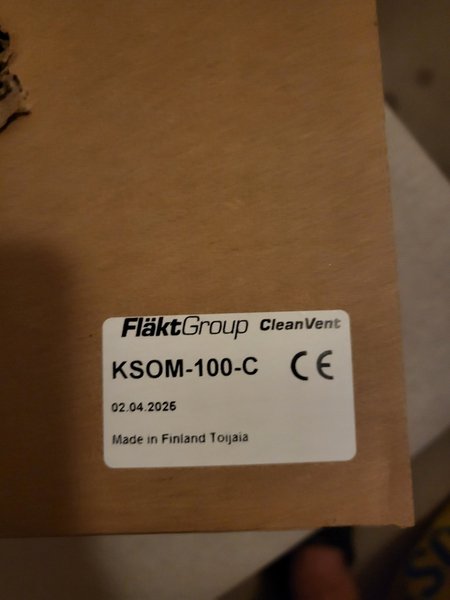 FläktGroup CleanVent
KSOM-100-C CE
02.04.2025
Made in Finland Toijala